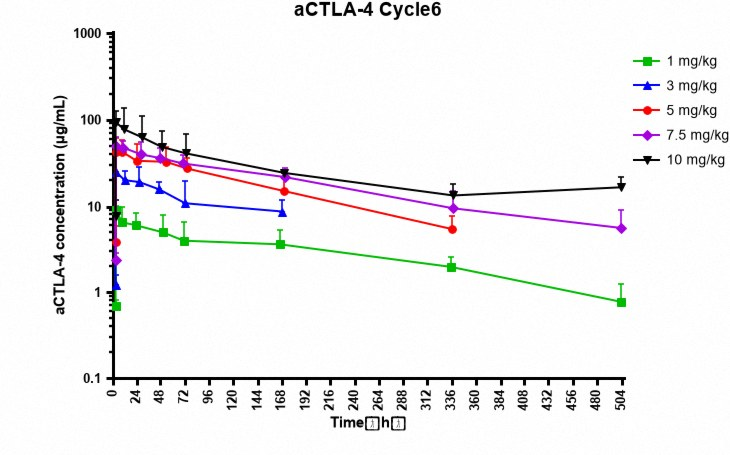 aCTLA-4 Cycle6
aCTLA-4 concentration (µg/mL)
1000
100
10
1
0.1
0 24 48 72 96 120 144 168 192 216 240 264 288 312 336 360 384 408 432 456 480 504
Time h
1 mg/kg
3 mg/kg
5 mg/kg
7.5 mg/kg
10 mg/kg